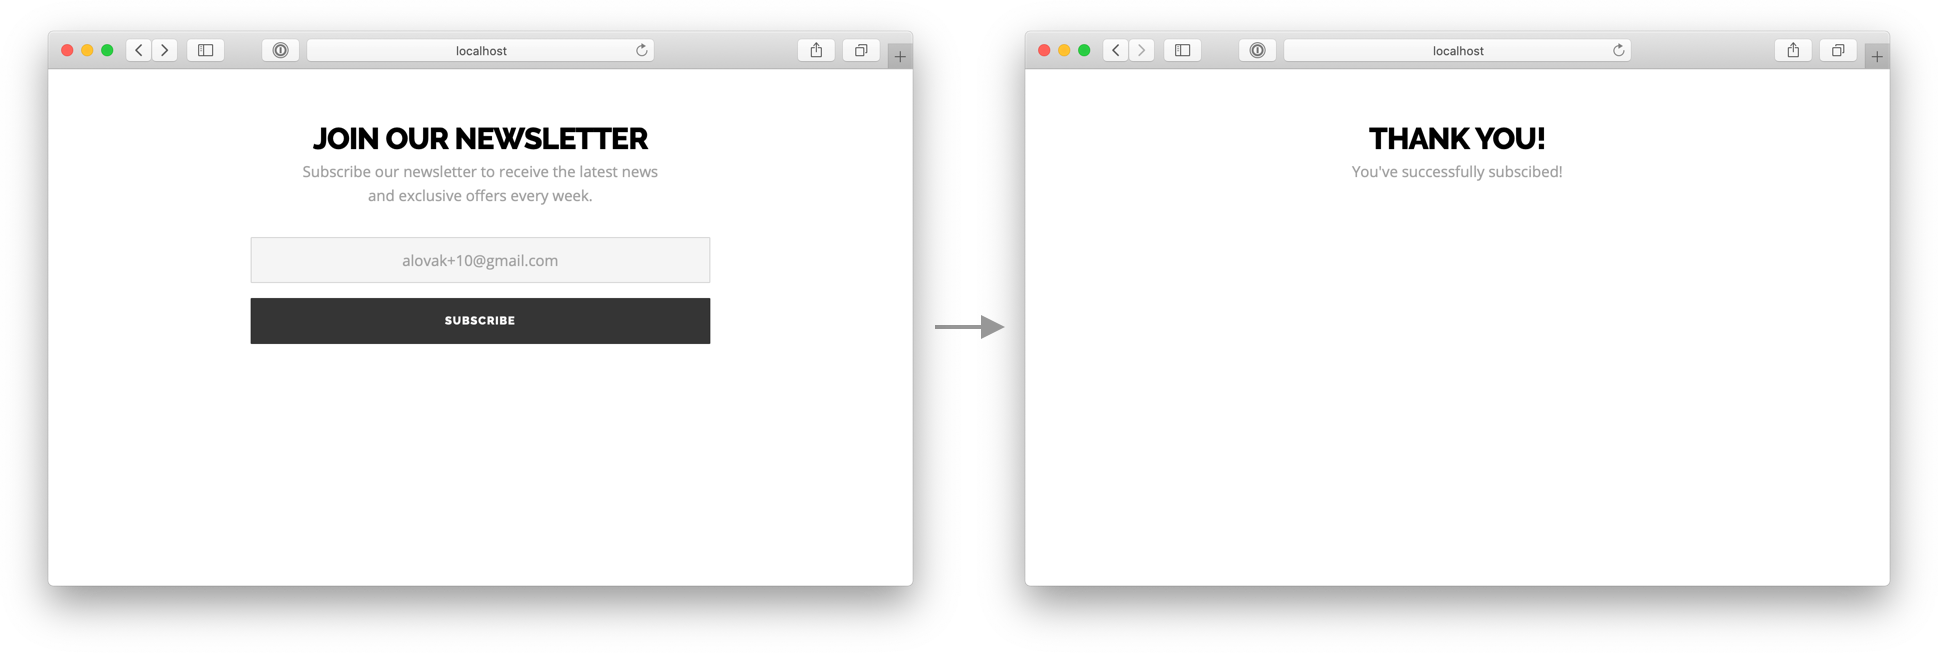 localhost
JOIN OUR NEWSLETTER
Subscribe our newsletter to receive the latest news
and exclusive offers every week.
alovak+10@gmail.com
SUBSCRIBE
localhost
THANK YOU!
You've successfully subscibed!